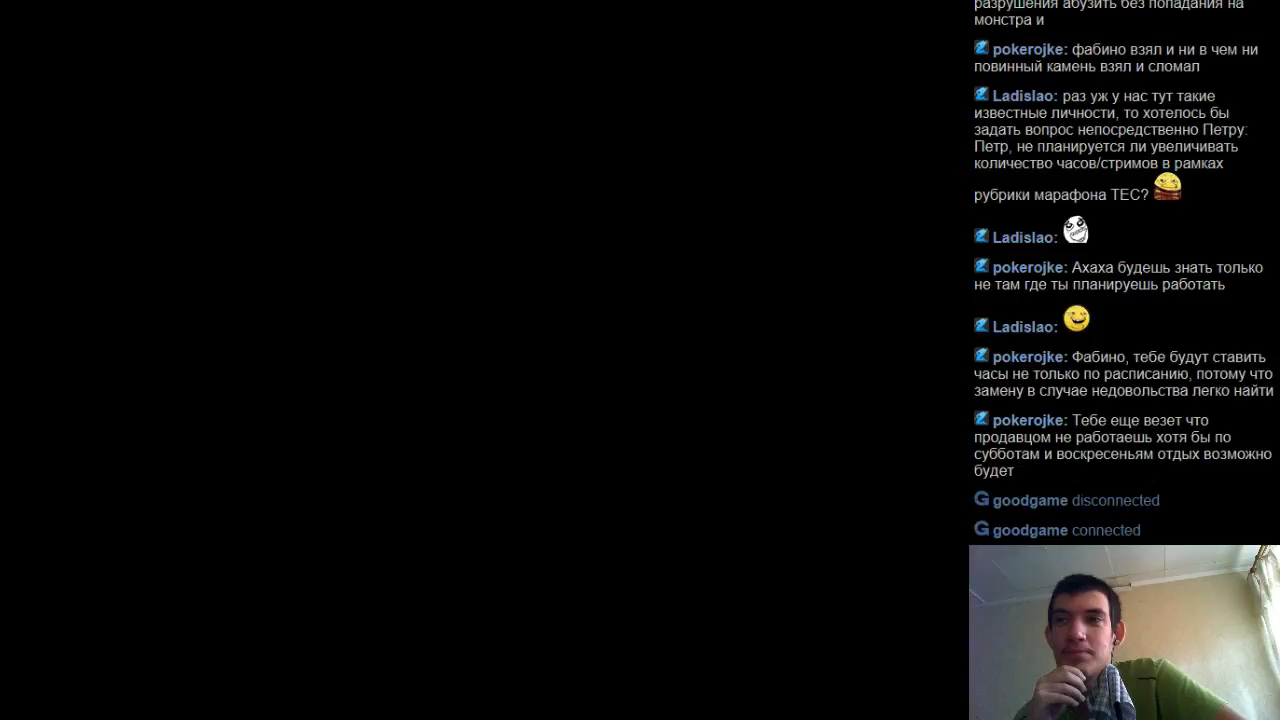 разрушения абузить без попадания на
монстра и
pokerojke: фабино взял и ни в чем ни
повинный камень взял и сломал
Ladislao: раз уж у нас тут такие
известные личности, то хотелось бы
задать вопрос непосредственно Петру:
Петр, не планируется ли увеличивать
количество часов/стримов в рамках
рубрики марафона ТЕС?
Ladislao:
pokerojke: Ахаха будешь знать только
не там где ты планируешь работать
Ladislao:
pokerojke: Фабино, тебе будут ставить
часы не только по расписанию, потому что
замену в случае недовольства легко найти
pokerojke: Тебе еще везет что
продавцом не работаешь хотя бы по
субботам и воскресеньям отдых возможно
будет
goodgame disconnected
goodgame connected